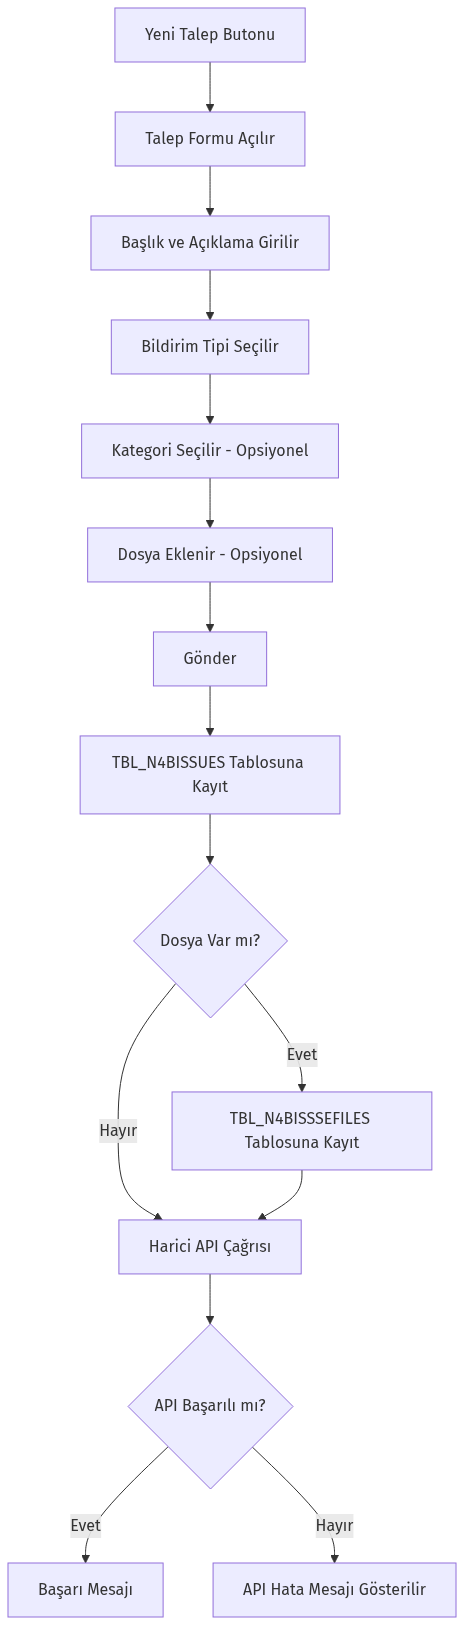 Yeni Talep Butonu
Talep Formu Açılır
Başlık ve Açıklama Girilir
Bildirim Tipi Seçilir
Kategori Seçilir - Opsiyonel
Dosya Eklenir - Opsiyonel
Gönder
TBL_N4BISSUES Tablosuna
Kayıt
Dosya Var mı?
Evet
Hayır
TBL_N4BISSSEFILES
Tablosuna Kayıt
Harici API Çağrısı
API Başarılı mı?
Evet
Hayır
Başarı Mesajı
API Hata Mesajı Gösterilir